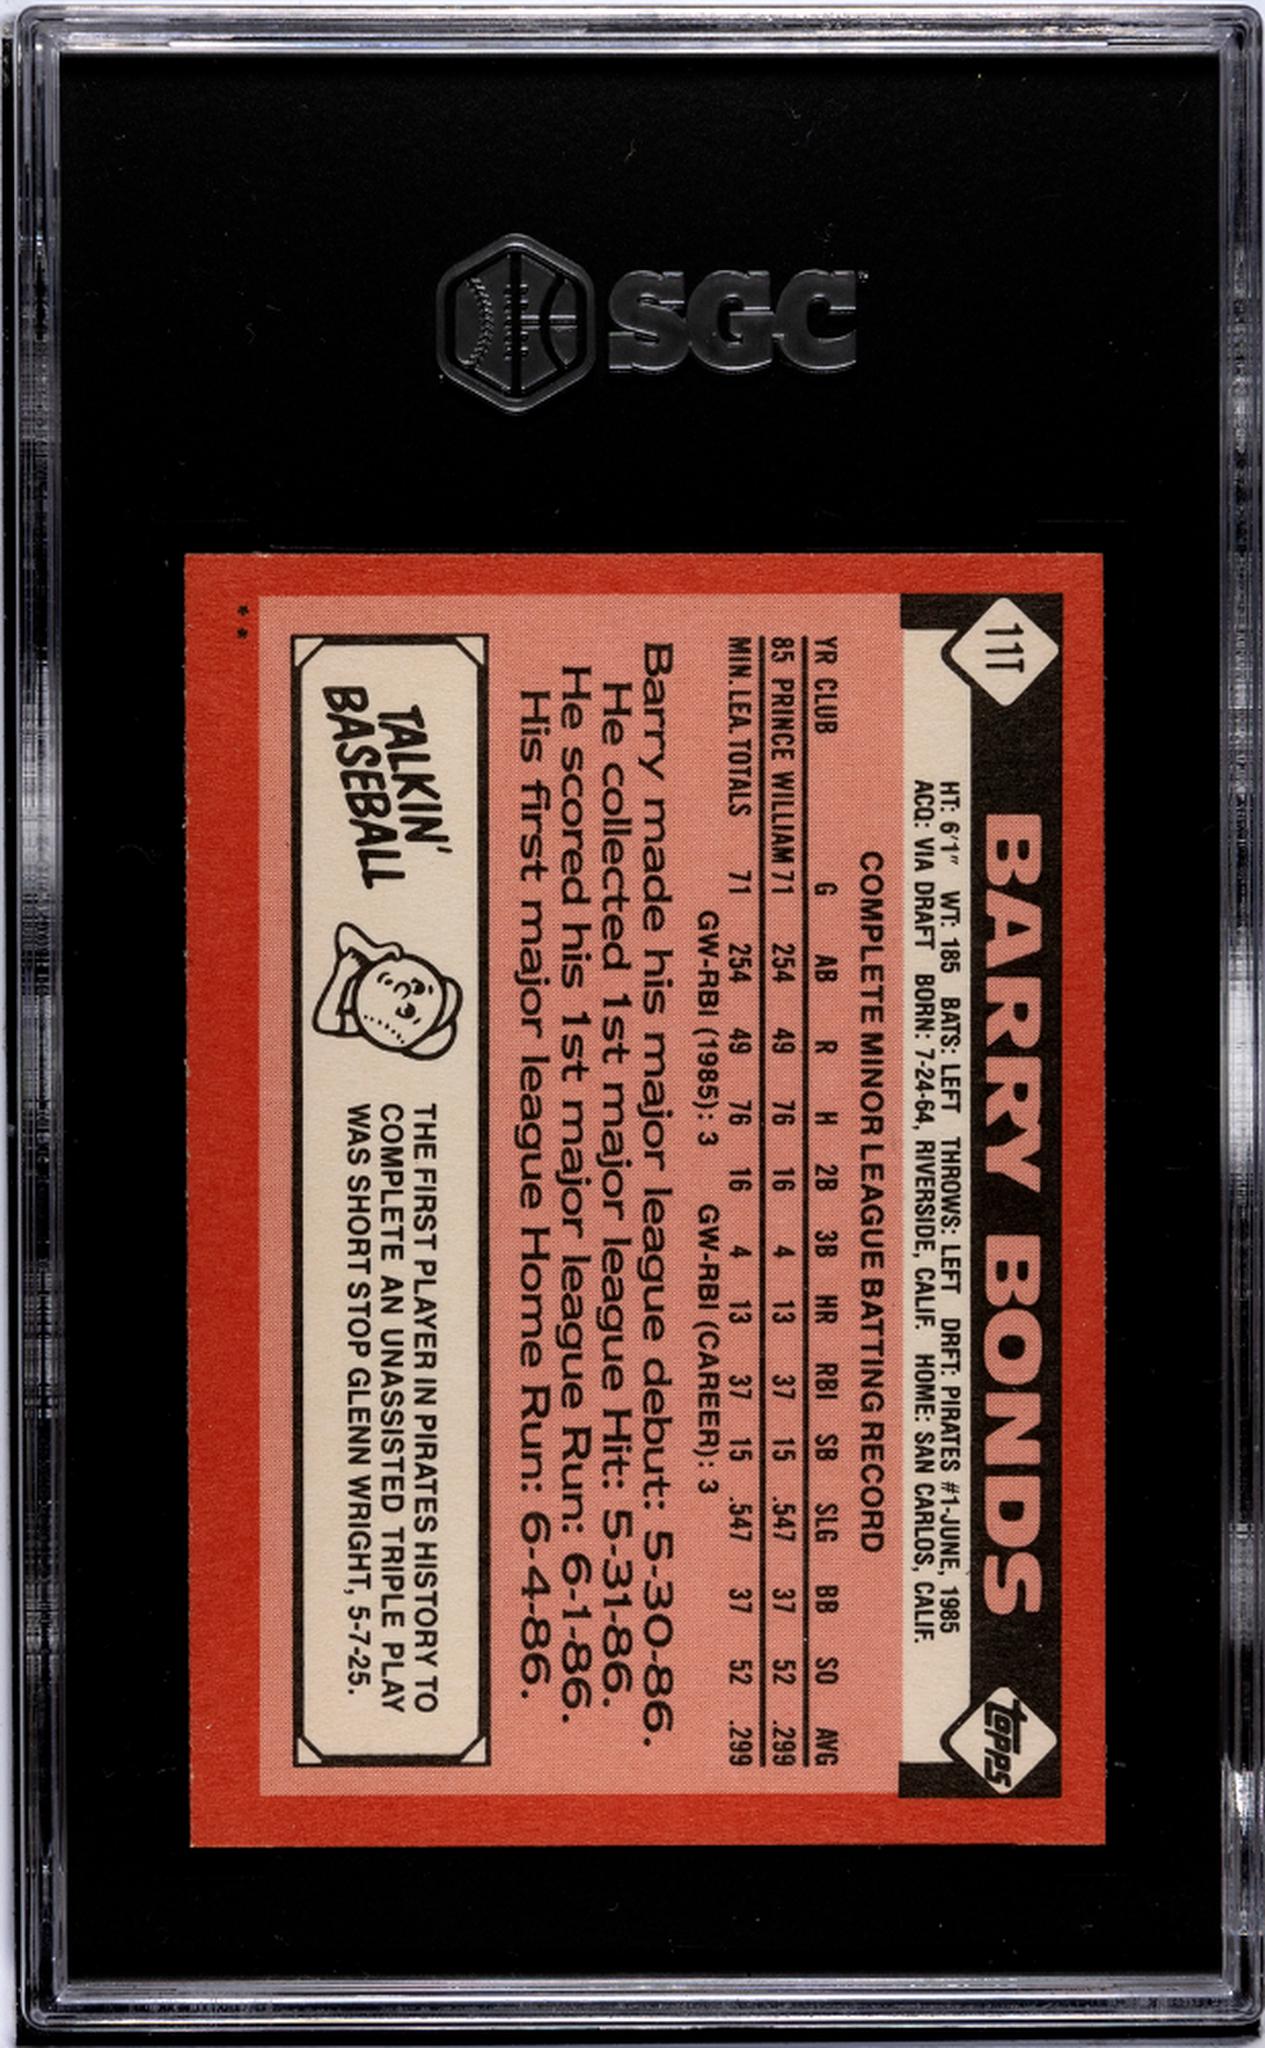 SGC
11T
BARRY BONDS
topps
HT: 6'1" WT: 185 BATS: LEFT THROWS: LEFT DRFT: PIRATES #1-JUNE, 1985
ACQ: VIA DRAFT BORN: 7-24-64, RIVERSIDE, CALIF. HOME: SAN CARLOS, CALIF.
COMPLETE MINOR LEAGUE BATTING RECORD
YR CLUB G AB R H 2B 3B HR RBI SB SLG BB SO AVG
85 PRINCE WILLIAM 71 254 49 76 16 4 13 37 15 .547 37 52 .299
MIN. LEA. TOTALS 71 254 49 76 16 4 13 37 15 .547 37 52 .299
GW-RBI (1985): 3 GW-RBI (CAREER): 3
Barry made his major league debut: 5-30-86.
He collected 1st major league Hit: 5-31-86.
He scored his 1st major league Run: 6-1-86.
His first major league Home Run: 6-4-86.
TALKIN'
BASEBALL
THE FIRST PLAYER IN PIRATES HISTORY TO
COMPLETE AN UNASSISTED TRIPLE PLAY
WAS SHORT STOP GLENN WRIGHT, 5-7-25.
* *